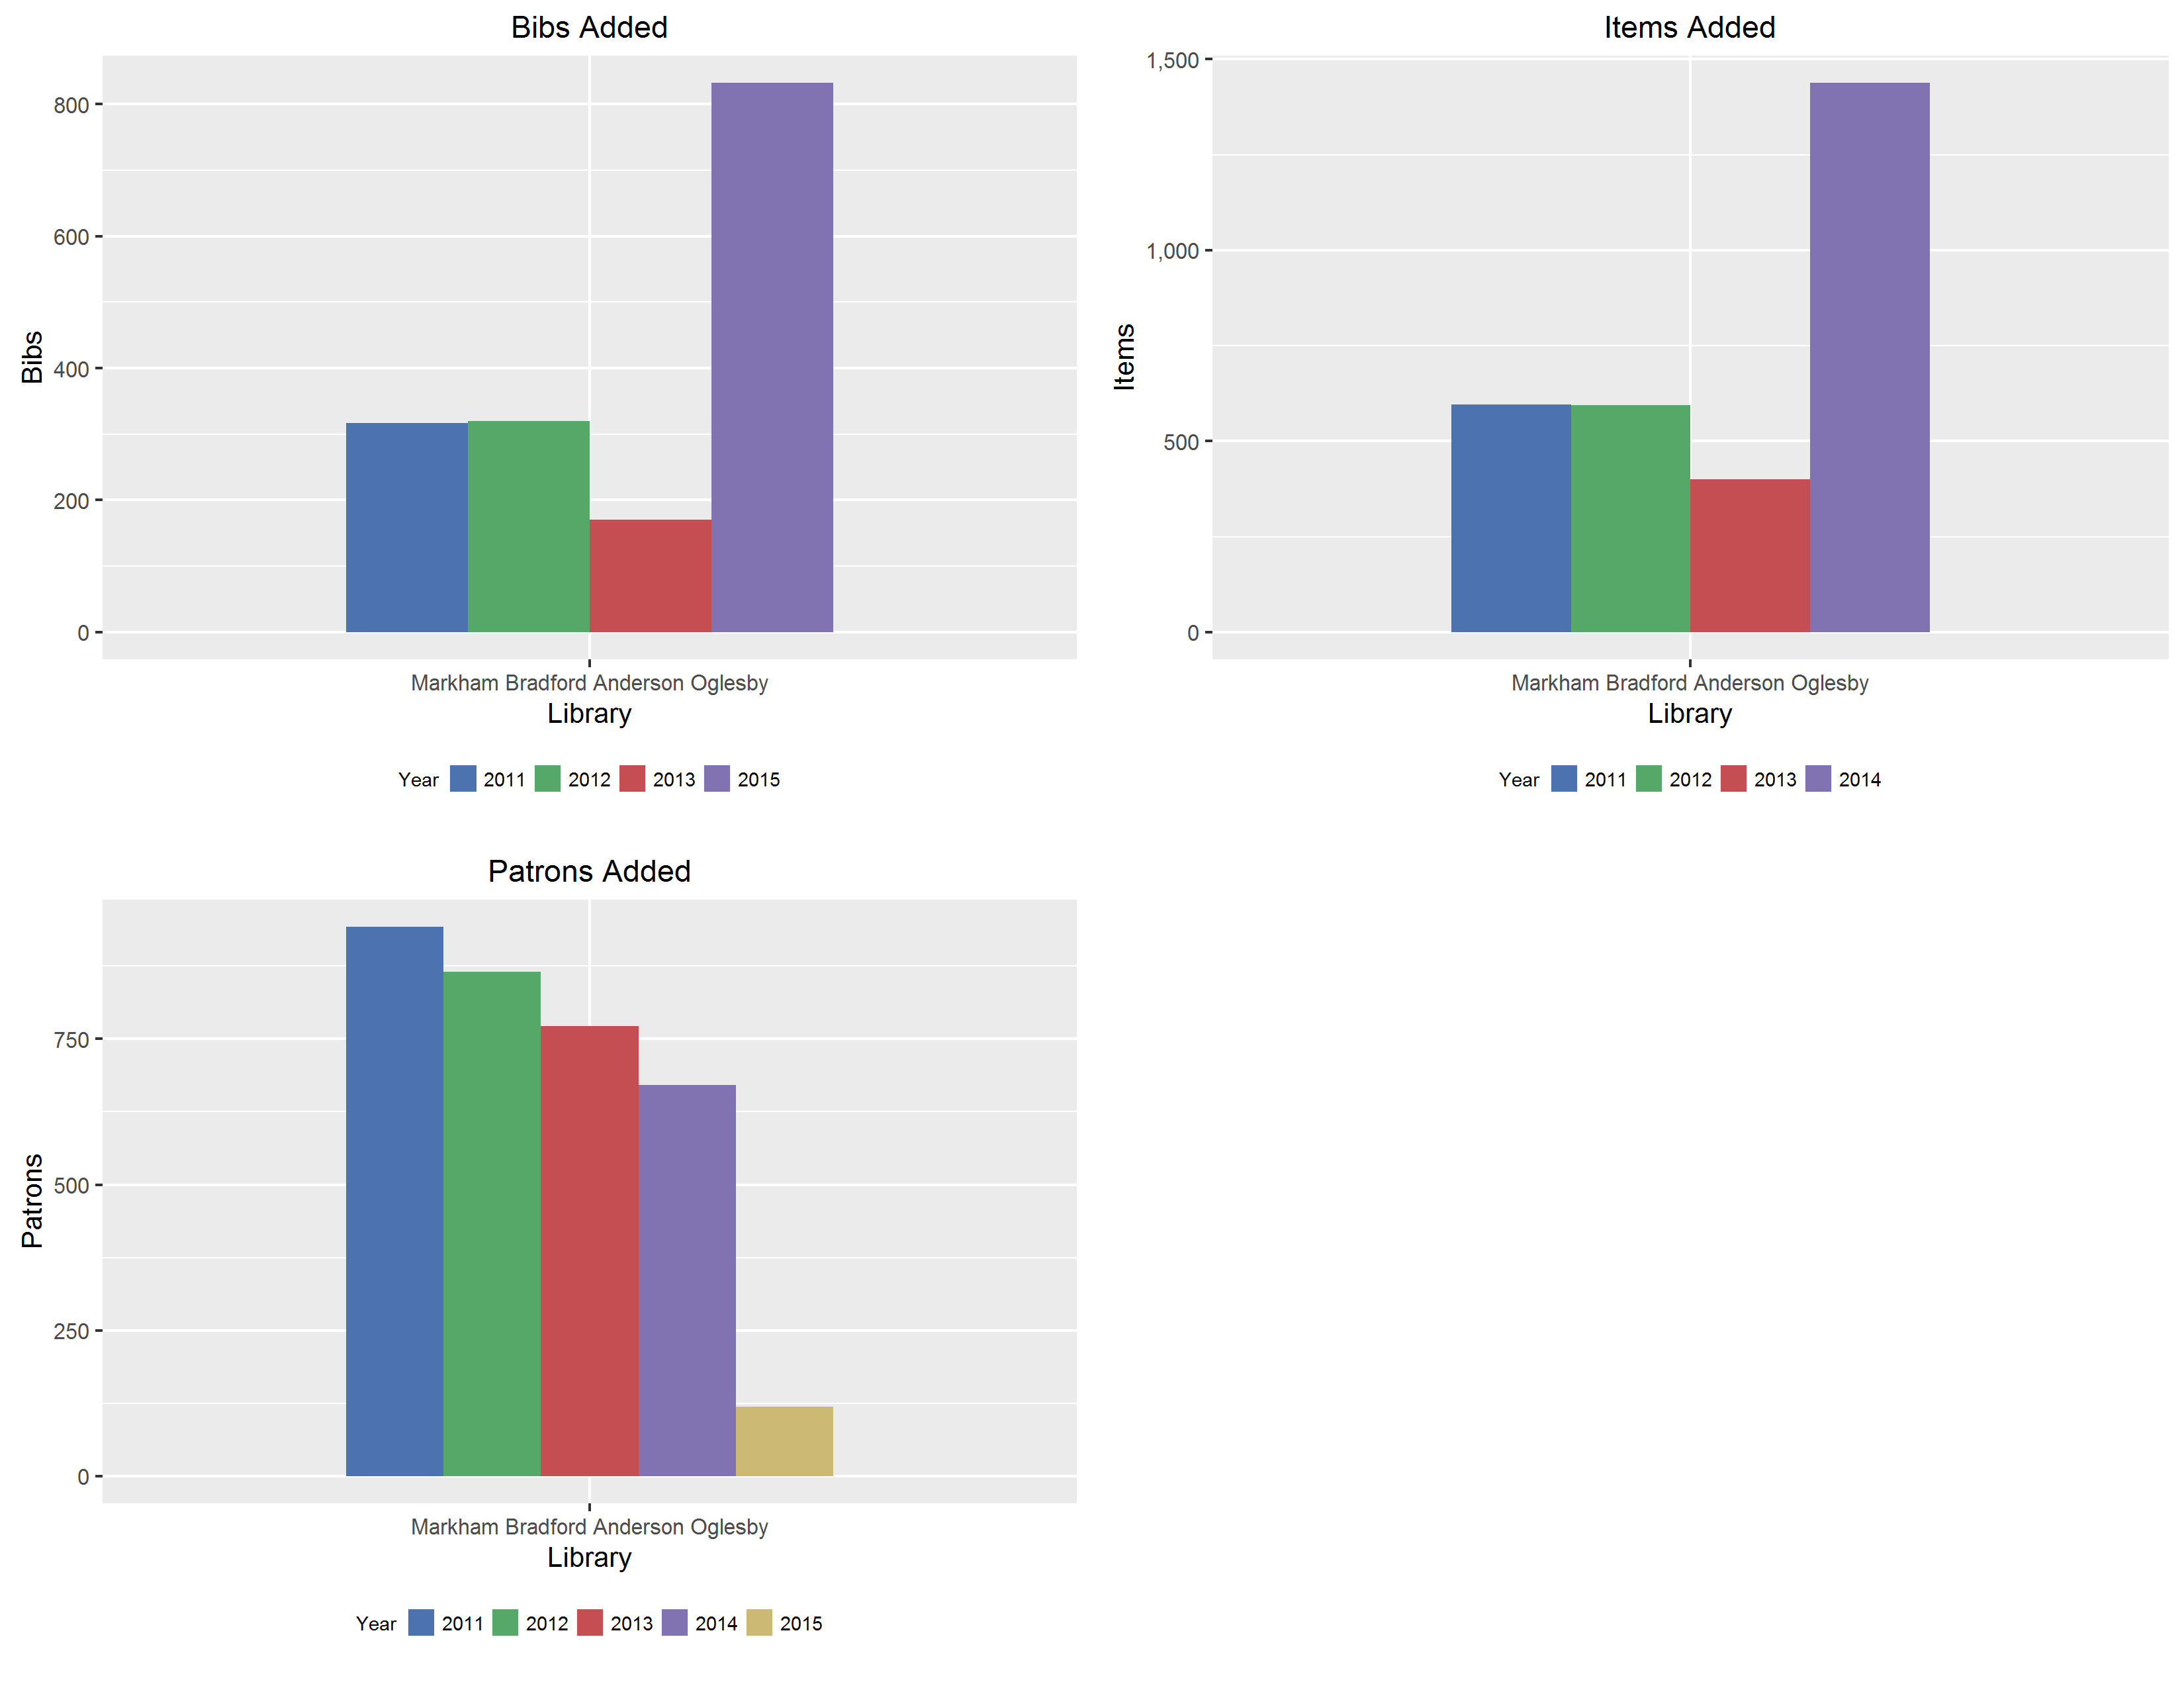 Bibs Added
Bibs
800
600
400
200
0
Markham Bradford Anderson Oglesby
Library
Year 2011 2012 2013 2015
Items Added
Items
1,500
1,000
500
0
Markham Bradford Anderson Oglesby
Library
Year 2011 2012 2013 2014
Patrons Added
Patrons
750
500
250
0
Markham Bradford Anderson Oglesby
Library
Year 2011 2012 2013 2014 2015